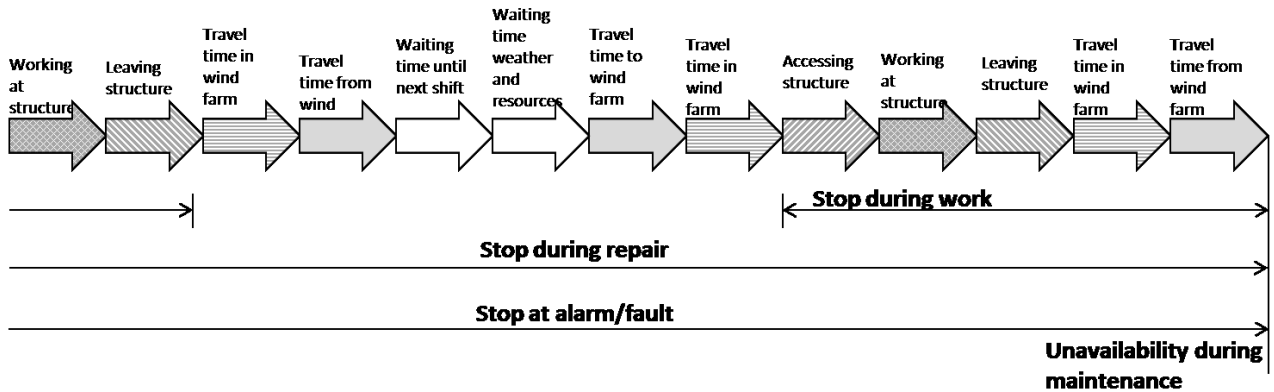 Working
at
structure
Leaving
structure
Travel
time in
wind
farm
Travel
time from
wind
Waiting
time until
next shift
Waiting
time
weather
and
resources
Travel
time to
wind
farm
Travel
time in
wind
farm
Accessing
structure
Working
at
structure
Leaving
structure
Travel
time in
wind
farm
Travel
time from
wind
farm
Stop during work
Stop during repair
Stop at alarm/fault
Unavailability during
maintenance